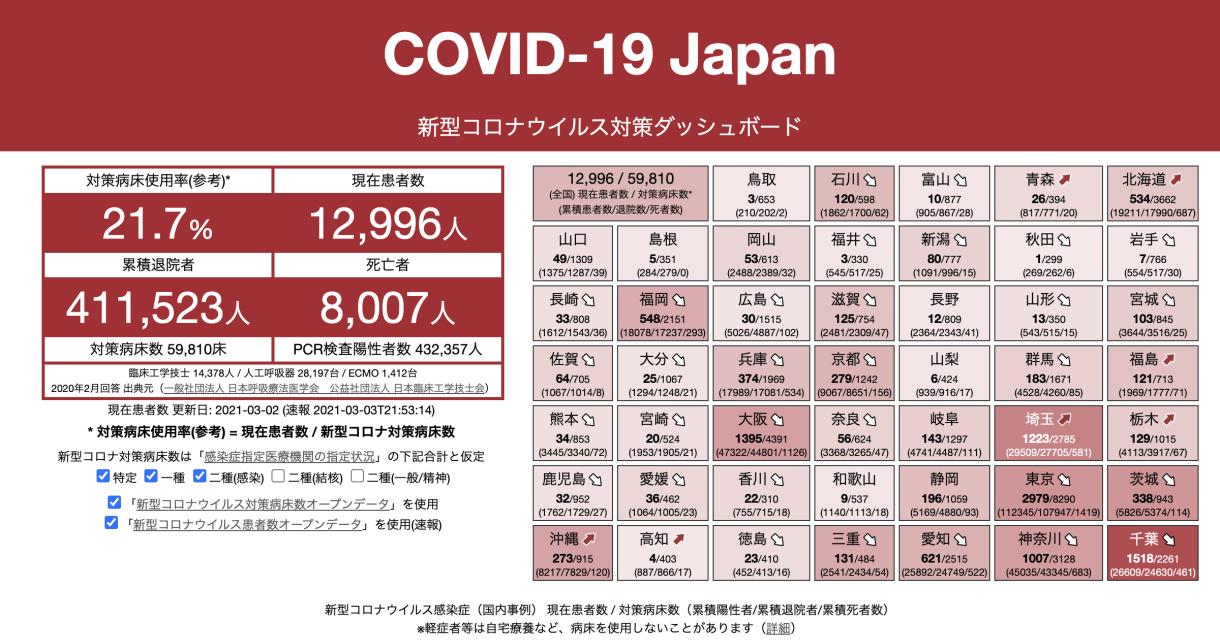 COVID-19 Japan
新型コロナウイルス対策ダッシュボード
対策病床使用率(参考)*
現在患者数
21.7%
12,996人
累積退院者
死亡者
411,523人
8,007人
対策病床数 59,810床
PCR検査陽性者数 432,357人
臨床工学技士 14,378人 / 人工呼吸器 28,197台 / ECMO 1,412台
2020年2月回答 出典元（一般社団法人 日本呼吸療法医学会　公益社団法人 日本臨床工学技士会）
現在患者数 更新日: 2021-03-02 (速報 2021-03-03T21:53:14)
* 対策病床使用率(参考) = 現在患者数 / 新型コロナ対策病床数
新型コロナ対策病床数は「感染症指定医療機関の指定状況」の下記合計と仮定
特定 一種 二種(感染) 二種(結核) 二種(一般/精神)
「新型コロナウイルス対策病床数オープンデータ」を使用
「新型コロナウイルス患者数オープンデータ」を使用(速報)
12,996 / 59,810
(全国) 現在患者数 / 対策病床数*
(累積患者数/退院数/死者数)
鳥取
3/653
(210/202/2)
石川
120/598
(1862/1700/62)
富山
10/877
(905/867/28)
青森
26/394
(817/771/20)
北海道
534/3662
(19211/17990/687)
山口
49/1309
(1375/1287/39)
島根
5/351
(284/279/0)
岡山
53/613
(2488/2389/32)
福井
3/330
(545/517/25)
新潟
80/777
(1091/996/15)
秋田
1/299
(269/262/6)
岩手
7/766
(554/517/30)
長崎
33/808
(1612/1543/36)
福岡
548/2151
(18078/17237/293)
広島
30/1515
(5026/4887/102)
滋賀
125/754
(2481/2309/47)
長野
12/809
(2364/2343/41)
山形
13/350
(543/515/15)
宮城
103/845
(3644/3516/25)
佐賀
64/705
(1067/1014/8)
大分
25/1067
(1294/1248/21)
兵庫
374/1969
(17989/17081/534)
京都
279/1242
(9067/8651/156)
山梨
6/424
(939/916/17)
群馬
183/1671
(4528/4260/85)
福島
121/713
(1969/1777/71)
熊本
34/853
(3445/3340/72)
宮崎
20/524
(1953/1905/21)
大阪
1395/4391
(47322/44801/1126)
奈良
56/624
(3368/3265/47)
岐阜
143/1297
(4741/4487/111)
埼玉
1223/2785
(29509/27705/581)
栃木
129/1015
(4113/3917/67)
鹿児島
32/952
(1762/1729/27)
愛媛
36/462
(1064/1005/23)
香川
22/310
(755/715/18)
和歌山
9/537
(1140/1113/18)
静岡
196/1059
(5169/4880/93)
東京
2979/8290
(112345/107947/1419)
茨城
338/943
(5826/5374/114)
沖縄
273/915
(8217/7829/120)
高知
4/403
(887/866/17)
徳島
23/410
(452/413/16)
三重
131/484
(2541/2434/54)
愛知
621/2515
(25892/24749/522)
神奈川
1007/3128
(45035/43345/683)
千葉
1518/2261
(26609/24630/461)
新型コロナウイルス感染症（国内事例） 現在患者数 / 対策病床数（累積陽性者/累積退院者/累積死者数）
※軽症者等は自宅療養など、病床を使用しないことがあります（詳細）